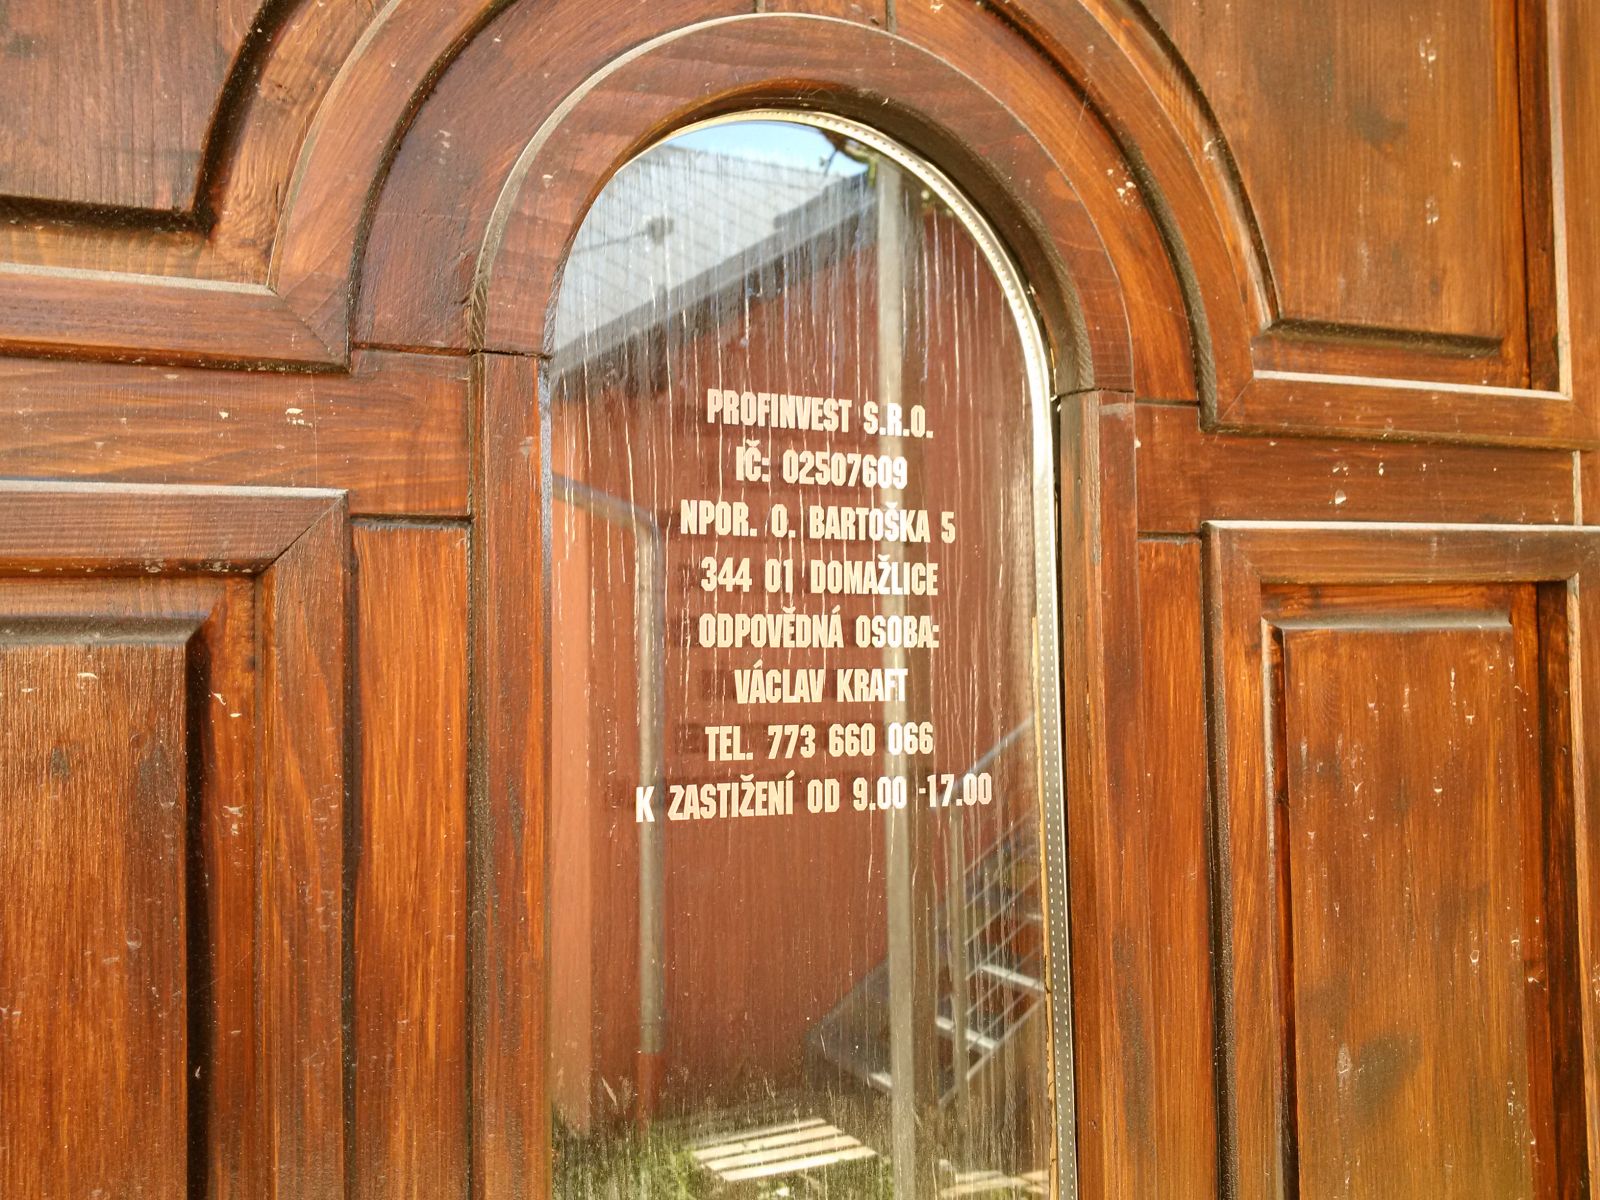 PROFINVEST S.R.O.
IČ: 02507609
NPOR. O. BARTOŠKA 5
344 01 DOMAŽLICE
ODPOVĚDNÁ OSOBA:
VÁCLAV KRAFT
TEL. 773 660 066
K ZASTIŽENÍ OD 9.00 -17.00